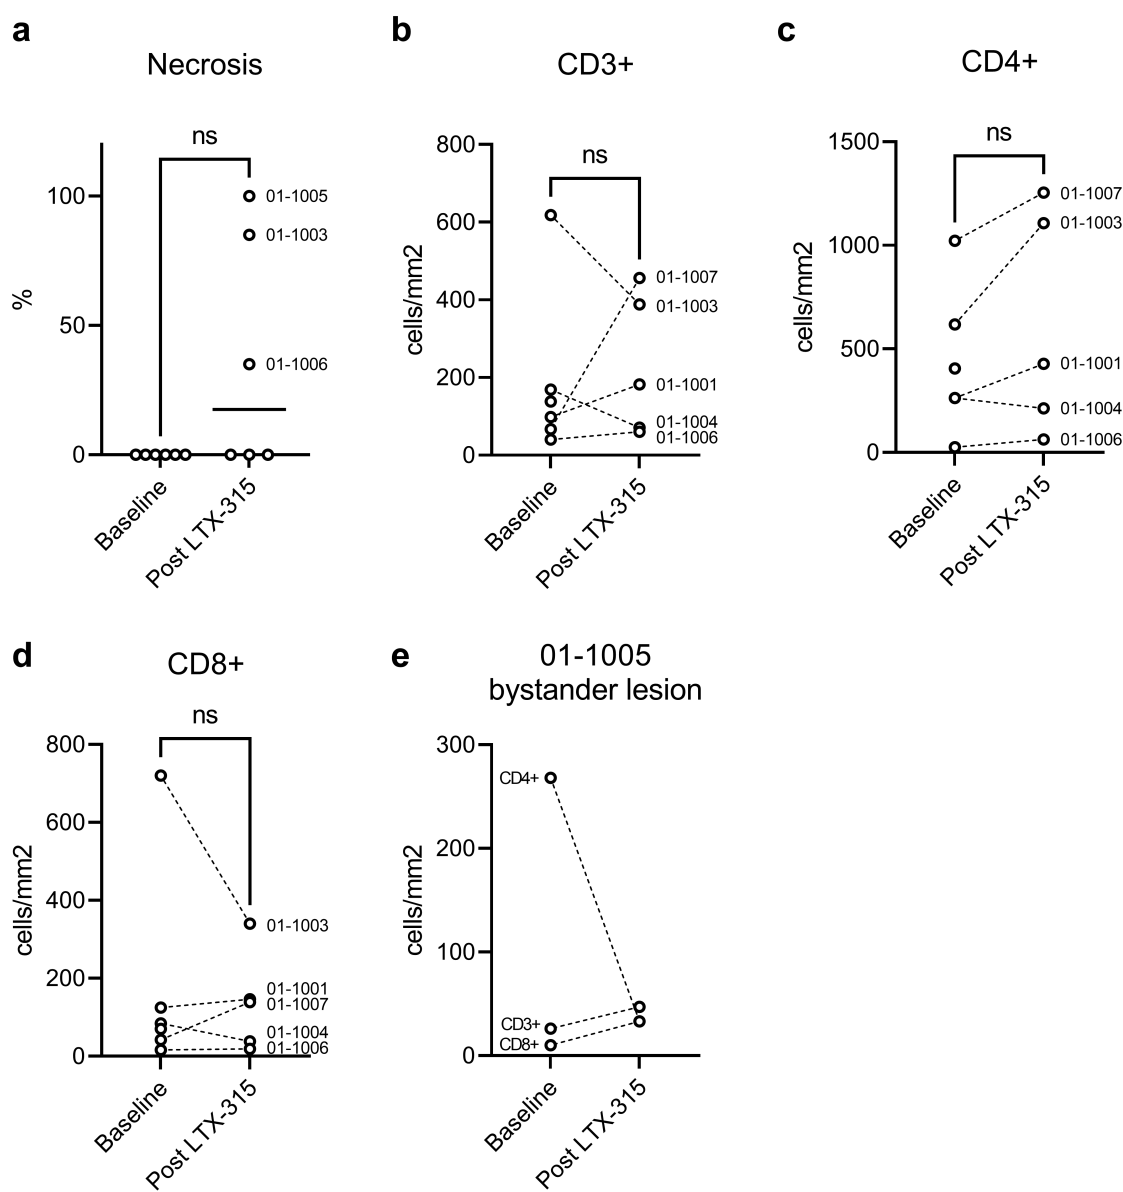 a
Necrosis
ns
%
100
50
0
01-1005
01-1003
01-1006
Baseline
Post LTX-315
b
CD3+
ns
cells/mm2
800
600
400
200
0
01-1007
01-1003
01-1001
01-1004
01-1006
Baseline
Post LTX-315
c
CD4+
ns
cells/mm2
1500
1000
500
0
01-1007
01-1003
01-1001
01-1004
01-1006
Baseline
Post LTX-315
d
CD8+
ns
cells/mm2
800
600
400
200
0
01-1003
01-1001
01-1007
01-1004
01-1006
Baseline
Post LTX-315
e
01-1005
bystander lesion
cells/mm2
300
200
100
0
CD4+
CD3+
CD8+
Baseline
Post LTX-315